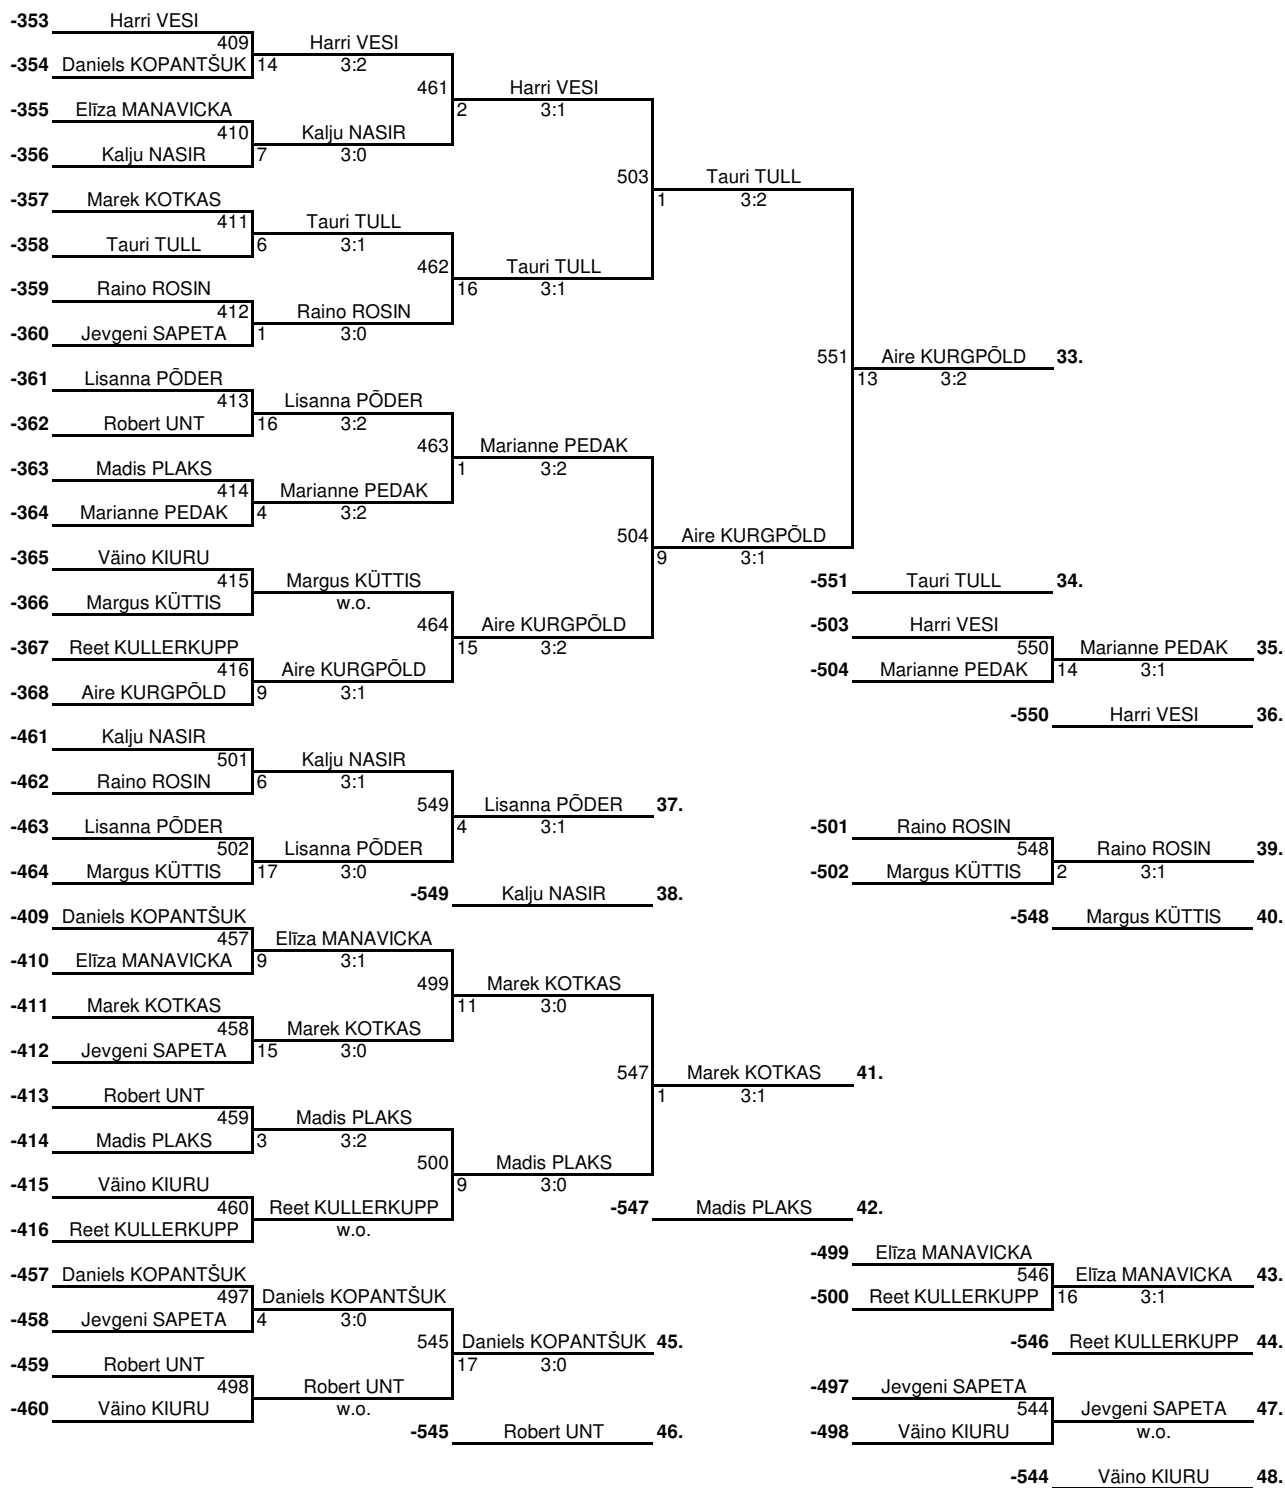 -353 Harri VESI
409 Harri VESI
-354 Daniels KOPANTŠUK 14 3:2
461 Harri VESI
-355 Elīza MANAVICKA 2 3:1
410 Kalju NASIR
-356 Kalju NASIR 7 3:0
503 Tauri TULL
-357 Marek KOTKAS 1 3:2
411 Tauri TULL
-358 Tauri TULL 6 3:1
462 Tauri TULL
-359 Raino ROSIN 16 3:1
412 Raino ROSIN
-360 Jevgeni SAPETA 1 3:0
551 Aire KURGPÕLD 33.
-361 Lisanna PÕDER 13 3:2
413 Lisanna PÕDER
-362 Robert UNT 16 3:2
463 Marianne PEDAK
-363 Madis PLAKS 1 3:2
414 Marianne PEDAK
-364 Marianne PEDAK 4 3:2
504 Aire KURGPÕLD
-365 Väino KIURU 9 3:1
415 Margus KÜTTIS -551 Tauri TULL 34.
-366 Margus KÜTTIS w.o.
464 Aire KURGPÕLD -503 Harri VESI
-367 Reet KULLERKUPP 15 3:2 550 Marianne PEDAK 35.
416 Aire KURGPÕLD -504 Marianne PEDAK 14 3:1
-368 Aire KURGPÕLD 9 3:1
-550 Harri VESI 36.
-461 Kalju NASIR
501 Kalju NASIR
-462 Raino ROSIN 6 3:1
549 Lisanna PÕDER 37.
-463 Lisanna PÕDER 4 3:1 -501 Raino ROSIN
502 Lisanna PÕDER 548 Raino ROSIN 39.
-464 Margus KÜTTIS 17 3:0 -502 Margus KÜTTIS 2 3:1
-549 Kalju NASIR 38.
-409 Daniels KOPANTŠUK -548 Margus KÜTTIS 40.
457 Elīza MANAVICKA
-410 Elīza MANAVICKA 9 3:1
499 Marek KOTKAS
-411 Marek KOTKAS 11 3:0
458 Marek KOTKAS
-412 Jevgeni SAPETA 15 3:0
547 Marek KOTKAS 41.
-413 Robert UNT 1 3:1
459 Madis PLAKS
-414 Madis PLAKS 3 3:2
500 Madis PLAKS
-415 Väino KIURU 9 3:0
460 Reet KULLERKUPP -547 Madis PLAKS 42.
-416 Reet KULLERKUPP w.o.
-499 Elīza MANAVICKA
-457 Daniels KOPANTŠUK 546 Elīza MANAVICKA 43.
497 Daniels KOPANTŠUK -500 Reet KULLERKUPP 16 3:1
-458 Jevgeni SAPETA 4 3:0
545 Daniels KOPANTŠUK 45. -546 Reet KULLERKUPP 44.
-459 Robert UNT 17 3:0
498 Robert UNT -497 Jevgeni SAPETA
-460 Väino KIURU w.o. 544 Jevgeni SAPETA 47.
-545 Robert UNT 46. -498 Väino KIURU w.o.
-544 Väino KIURU 48.